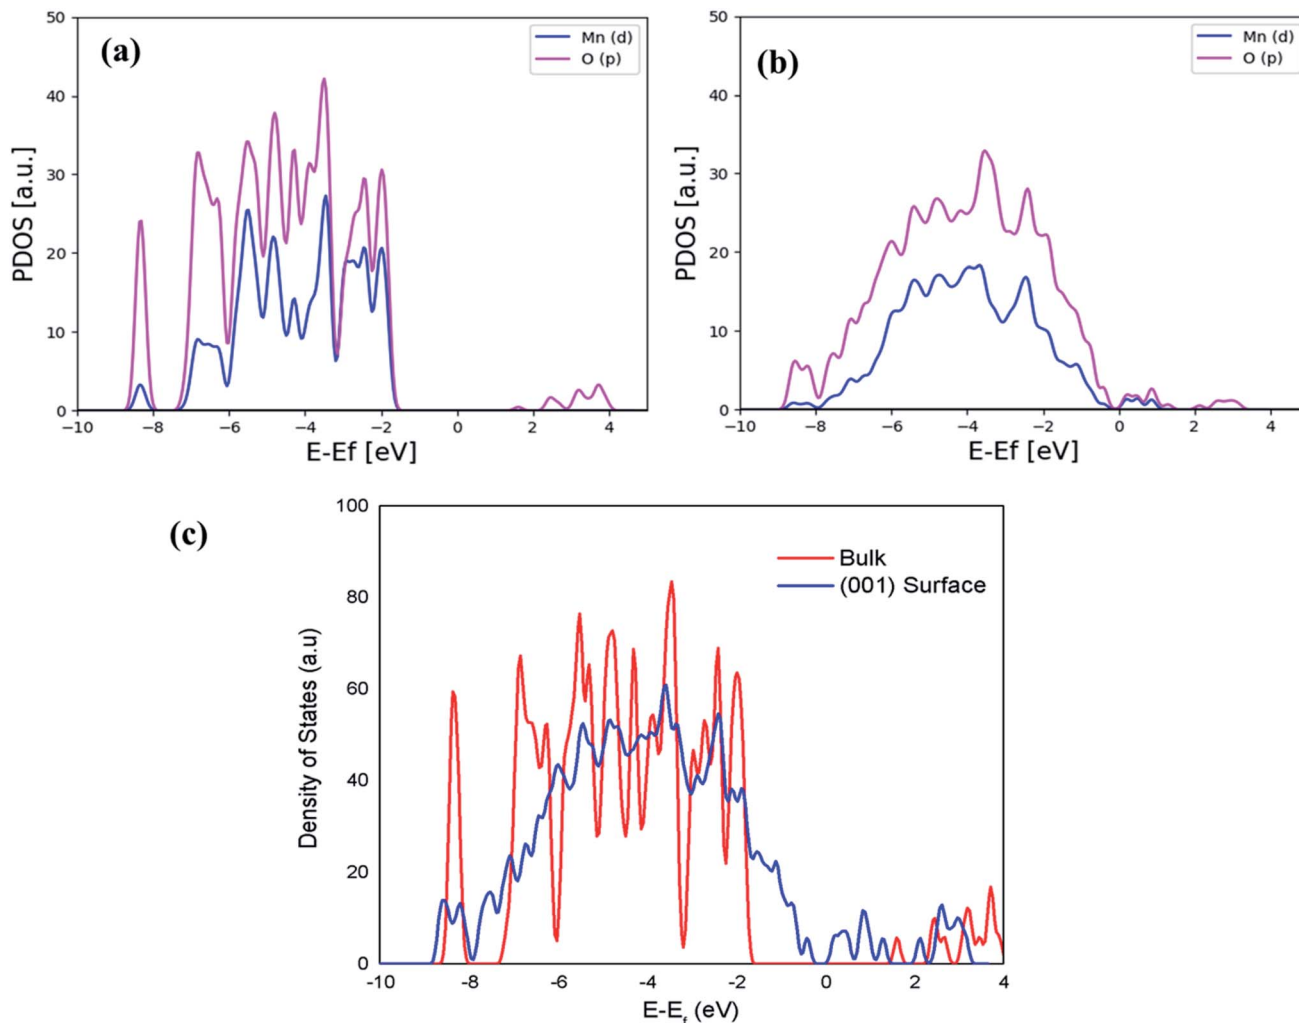 50
40
30
20
10
0
PDOS [a.u.]
(a)
Mn (d)
O (p)
−10 −8 −6 −4 −2 0 2 4
E-Ef [eV]
50
40
30
20
10
0
PDOS [a.u.]
(b)
Mn (d)
O (p)
−10 −8 −6 −4 −2 0 2 4
E-Ef [eV]
(c)
100
80
60
40
20
0
Density of States (a.u)
Bulk
(001) Surface
-10 -8 -6 -4 -2 0 2 4
E-Ef (eV)